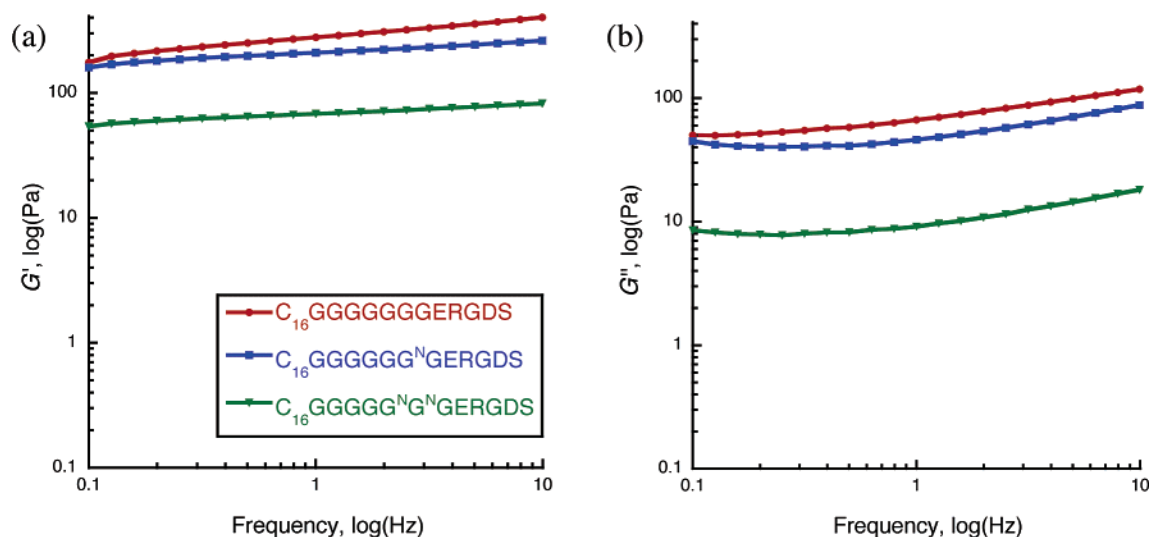 (a)
100
10
1
0.1
G', log(Pa)
C₁₆GGGGGGGERGDS
C₁₆GGGGGGᴺGERGDS
C₁₆GGGGGᴺGᴺGERGDS
0.1
1
10
Frequency, log(Hz)
(b)
100
10
1
0.1
G", log(Pa)
0.1
1
10
Frequency, log(Hz)